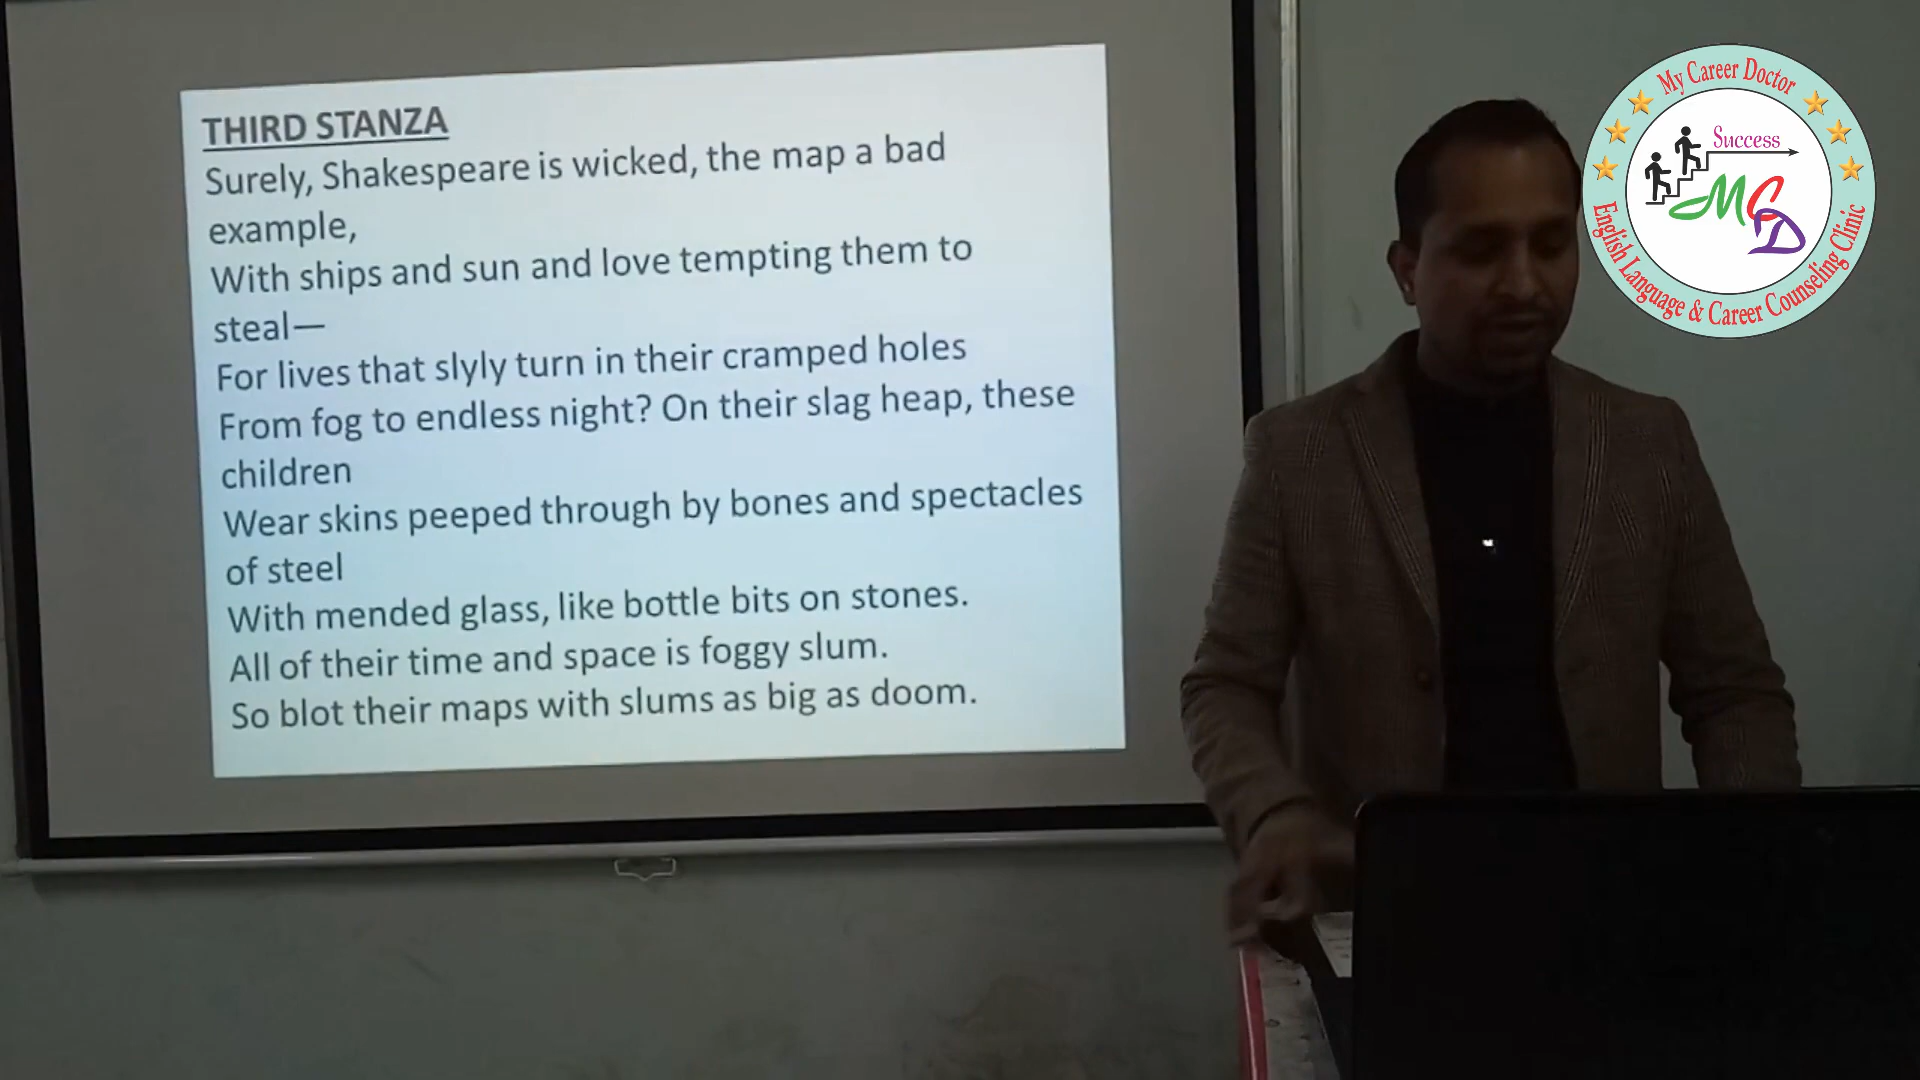 THIRD STANZA
Surely, Shakespeare is wicked, the map a bad
example,
With ships and sun and love tempting them to
steal—
For lives that slyly turn in their cramped holes
From fog to endless night? On their slag heap, these
children
Wear skins peeped through by bones and spectacles
of steel
With mended glass, like bottle bits on stones.
All of their time and space is foggy slum.
So blot their maps with slums as big as doom.
My Career Doctor
Success
MCD
English Language & Career Counseling Clinic